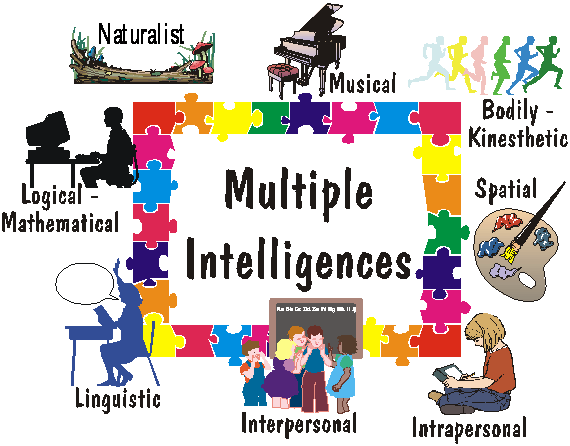 Naturalist
Musical
Bodily -
Kinesthetic
Logical -
Mathematical
Multiple
Intelligences
Spatial
Linguistic
Interpersonal
Intrapersonal